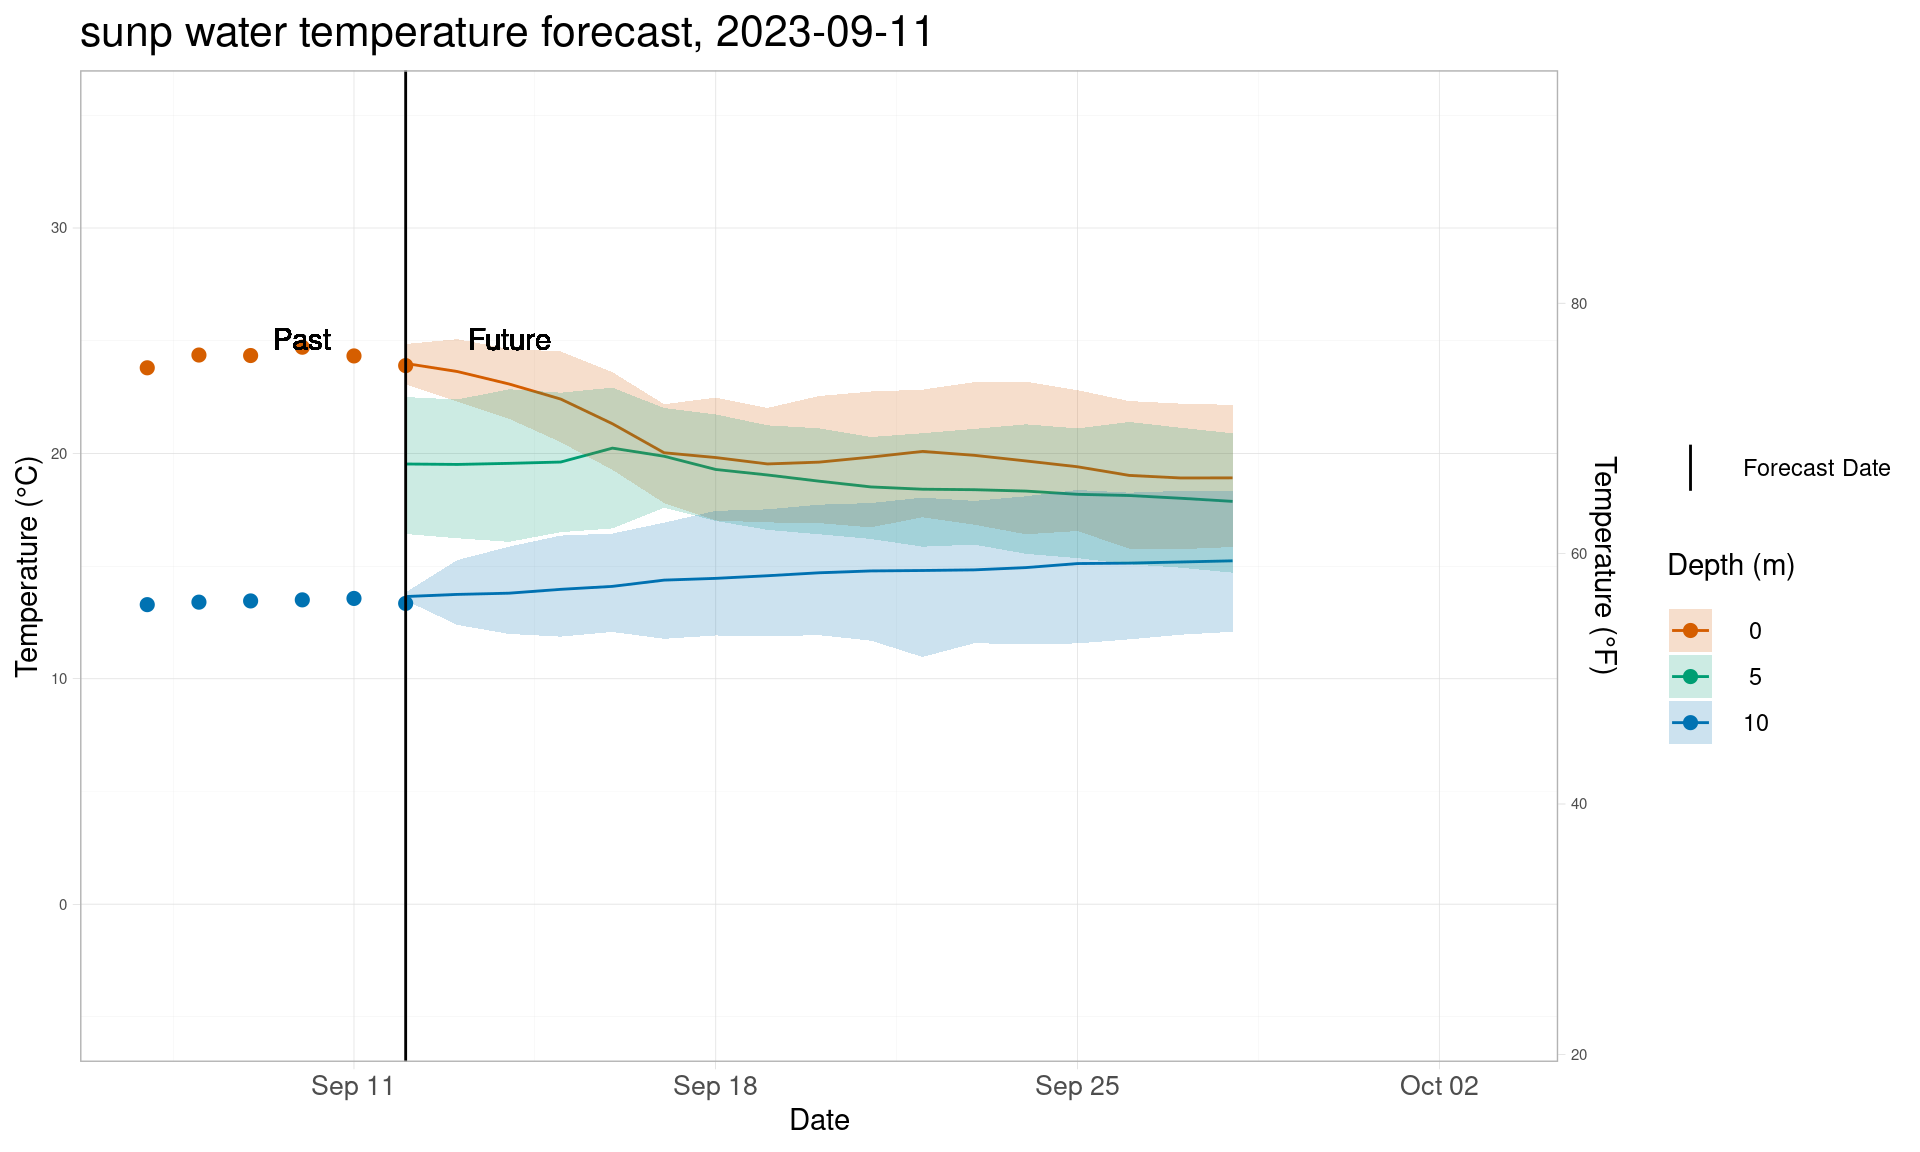 sunp water temperature forecast, 2023-09-11
Past
Future
30
20
10
0
Temperature (°C)
80
60
40
20
Temperature (°F)
Sep 11
Sep 18
Sep 25
Oct 02
Date
Forecast Date
Depth (m)
0
5
10